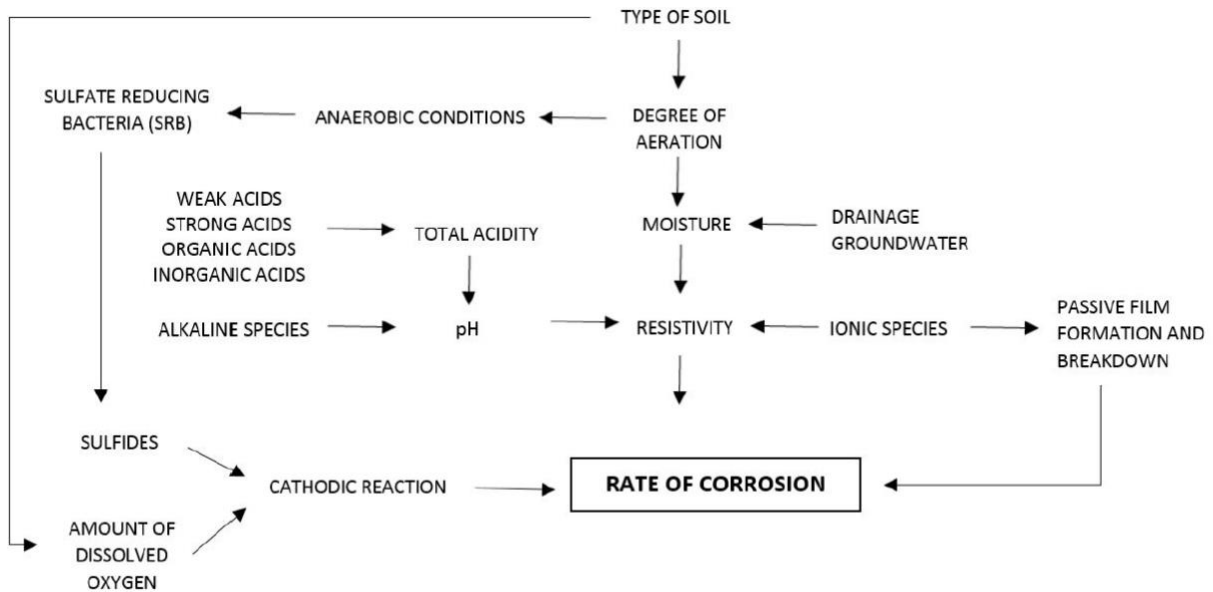 TYPE OF SOIL
SULFATE REDUCING
BACTERIA (SRB)
ANAEROBIC CONDITIONS
DEGREE OF
AERATION
WEAK ACIDS
STRONG ACIDS
ORGANIC ACIDS
INORGANIC ACIDS
TOTAL ACIDITY
MOISTURE
DRAINAGE
GROUNDWATER
ALKALINE SPECIES
pH
RESISTIVITY
IONIC SPECIES
PASSIVE FILM
FORMATION AND
BREAKDOWN
SULFIDES
CATHODIC REACTION
RATE OF CORROSION
AMOUNT OF
DISSOLVED
OXYGEN